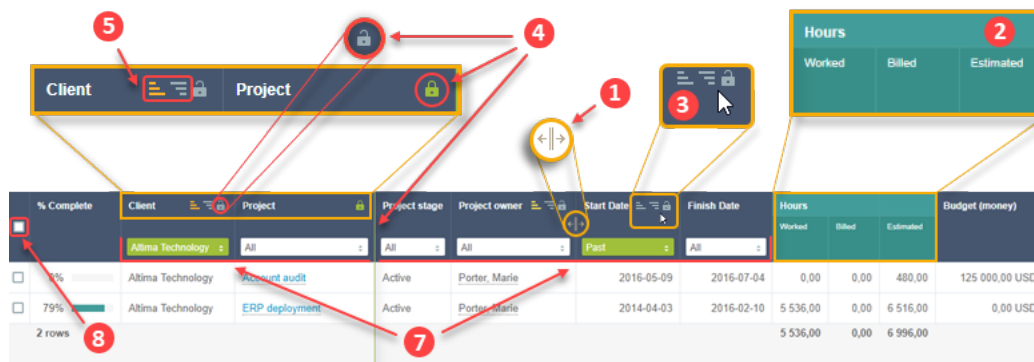 5
4
2
Hours
Worked Billed Estimated
Client Project
1
3
% Complete Client Project Project stage Project owner Start Date Finish Date Hours Budget (money)
Worked Billed Estimated
Altima Technology All All All Past All
0% Altima Technology Account audit Active Porter, Marie 2016-05-09 2016-07-04 0,00 0,00 480,00 125 000,00 USD
79% Altima Technology ERP deployment Active Porter, Marie 2014-04-03 2016-02-10 5 536,00 0,00 6 516,00 0,00 USD
2 rows 5 536,00 0,00 6 996,00
8
7